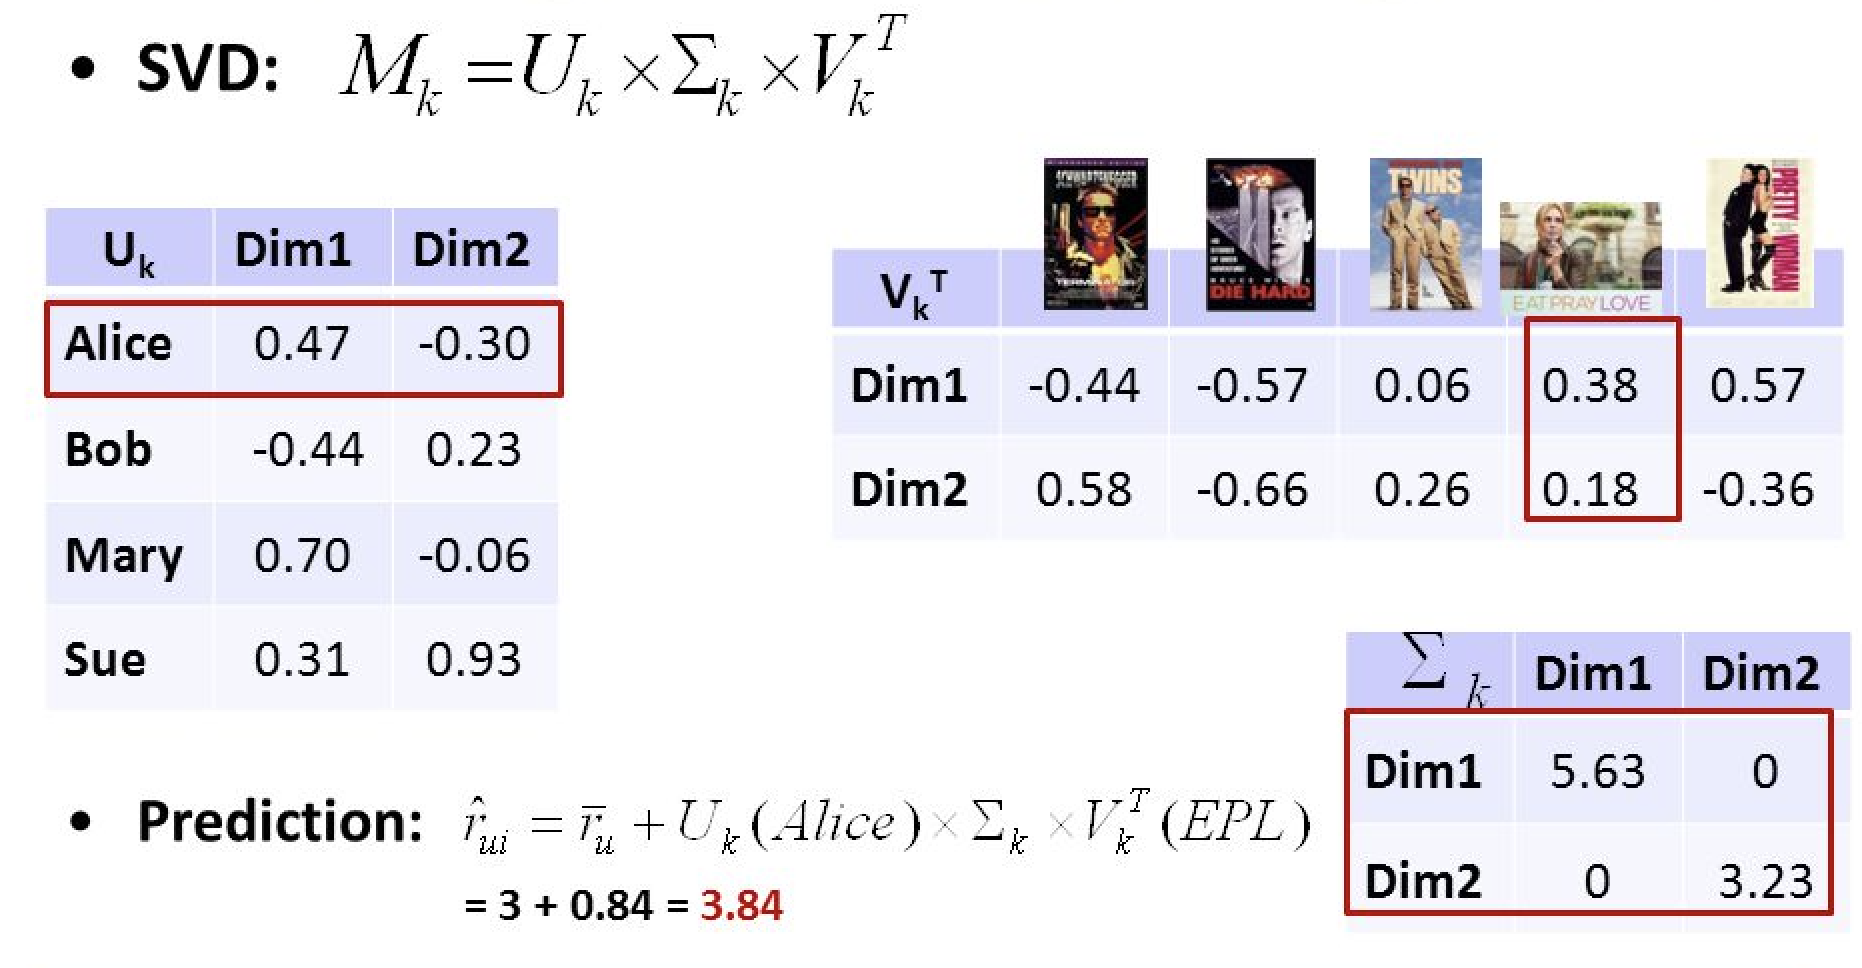 • SVD: M_k = U_k × Σ_k × V_k^T
U_k Dim1 Dim2
Alice 0.47 -0.30
Bob -0.44 0.23
Mary 0.70 -0.06
Sue 0.31 0.93
SCHWARZENEGGER
TERMINATOR
BRUCE WILLIS
DIE HARD
TWINS
EAT PRAY LOVE
PRETTY WOMAN
V_k^T
Dim1 -0.44 -0.57 0.06 0.38 0.57
Dim2 0.58 -0.66 0.26 0.18 -0.36
Σ_k Dim1 Dim2
Dim1 5.63 0
Dim2 0 3.23
• Prediction: r̂_ui = r̄_u + U_k(Alice) × Σ_k × V_k^T(EPL)
= 3 + 0.84 = 3.84